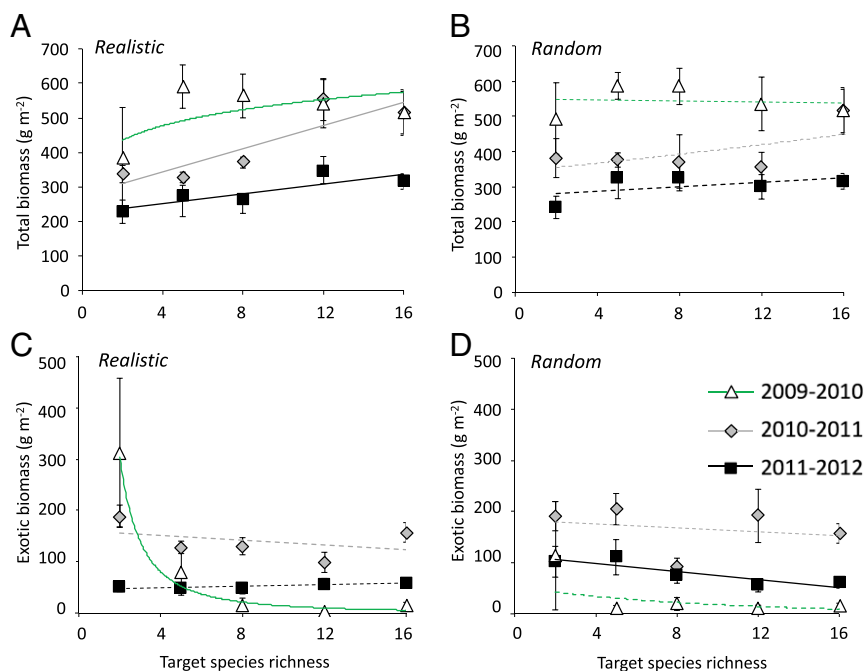 A
Realistic
Total biomass (g m-2)
700
600
500
400
300
200
100
0
0 4 8 12 16
B
Random
Total biomass (g m-2)
700
600
500
400
300
200
100
0
0 4 8 12 16
C
Realistic
Exotic biomass (g m-2)
500
400
300
200
100
0
0 4 8 12 16
Target species richness
D
Random
Exotic biomass (g m-2)
500
400
300
200
100
0
0 4 8 12 16
Target species richness
2009-2010
2010-2011
2011-2012